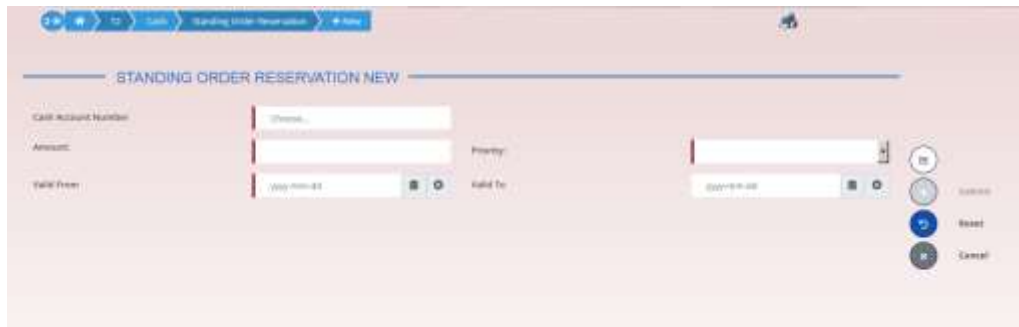 Cash
Standing Order Reservation
+ New
STANDING ORDER RESERVATION NEW
Cash Account Number
Choose...
Amount:
Priority:
Valid From:
yyyy-mm-dd
Valid To:
yyyy-mm-dd
Submit
Reset
Cancel